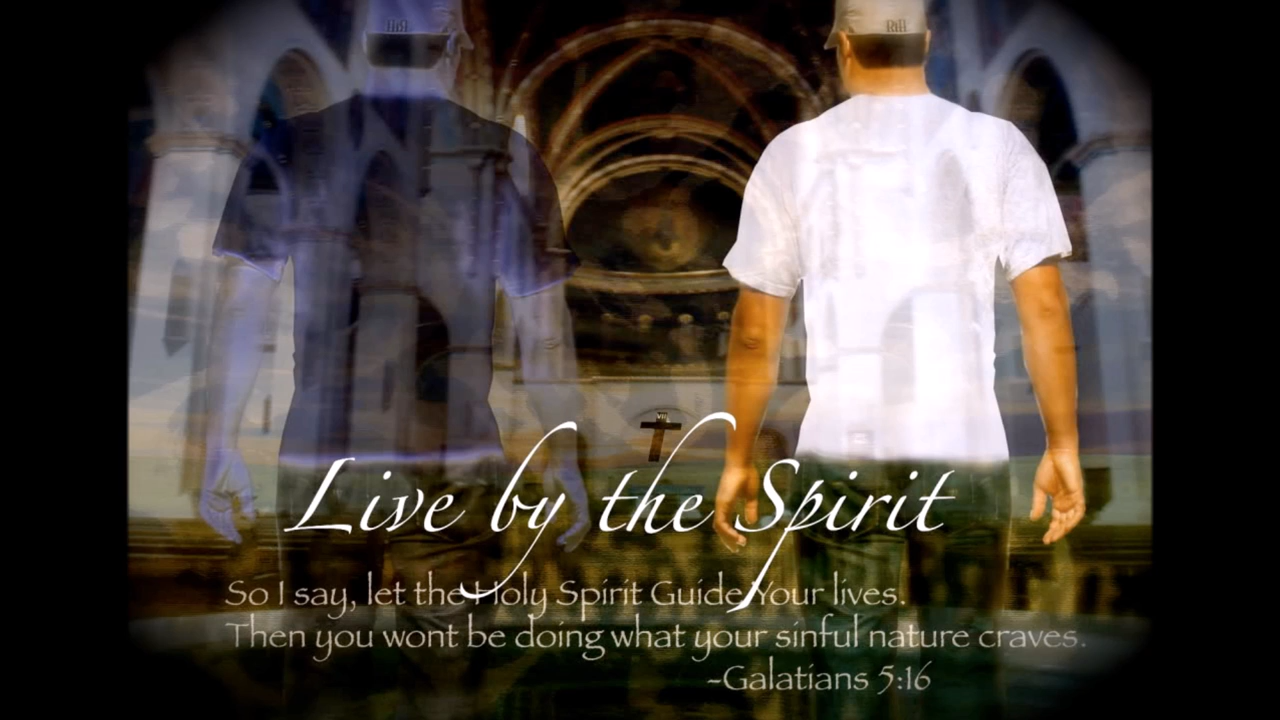 Live by the Spirit
So I say, let the Holy Spirit Guide Your lives.
Then you wont be doing what your sinful nature craves.
-Galatians 5:16